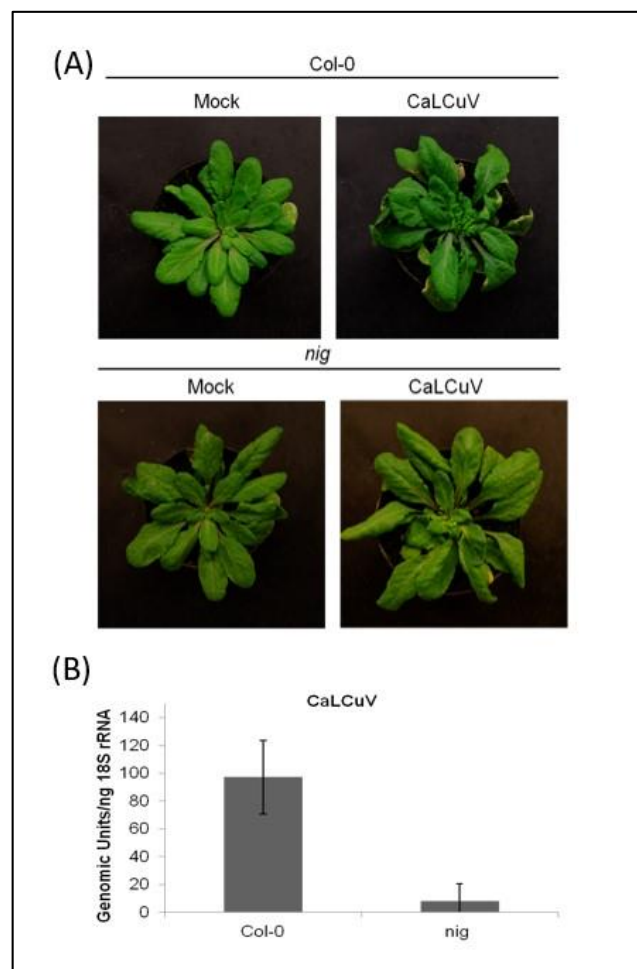 (A)
Col-0
Mock CaLCuV
nig
Mock CaLCuV
(B)
CaLCuV
Genomic Units/ng 18S rRNA
140
120
100
80
60
40
20
0
Col-0 nig